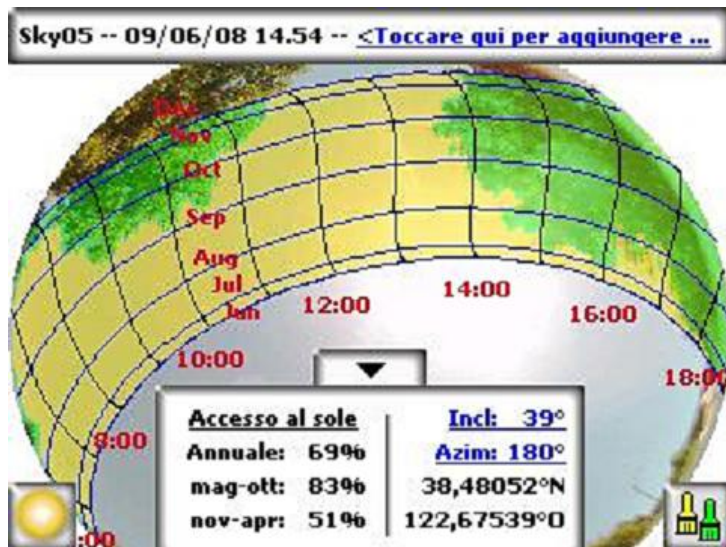 Sky05 -- 09/06/08 14.54 -- <Toccare qui per aggiungere ...
Dec
Nov
Oct
Sep
Aug
Jul
Jun
12:00
14:00
16:00
10:00
18:00
8:00
:00
Accesso al sole
Annuale: 69%
mag-ott: 83%
nov-apr: 51%
Incl: 39°
Azim: 180°
38,48052°N
122,67539°O